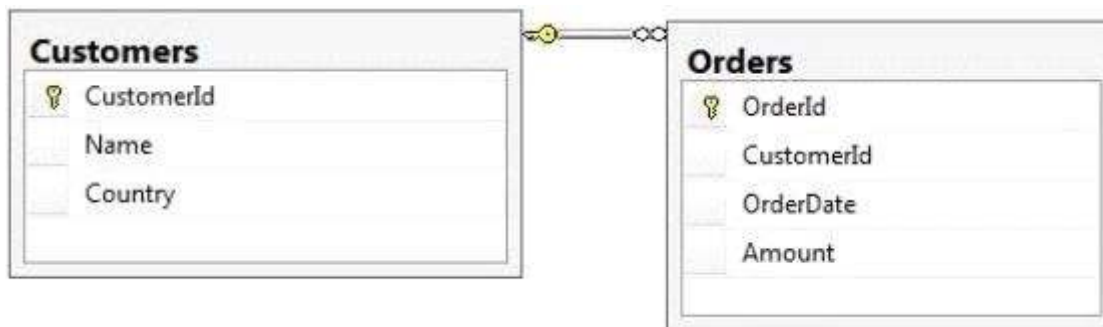 Customers
CustomerId
Name
Country
Orders
OrderId
CustomerId
OrderDate
Amount